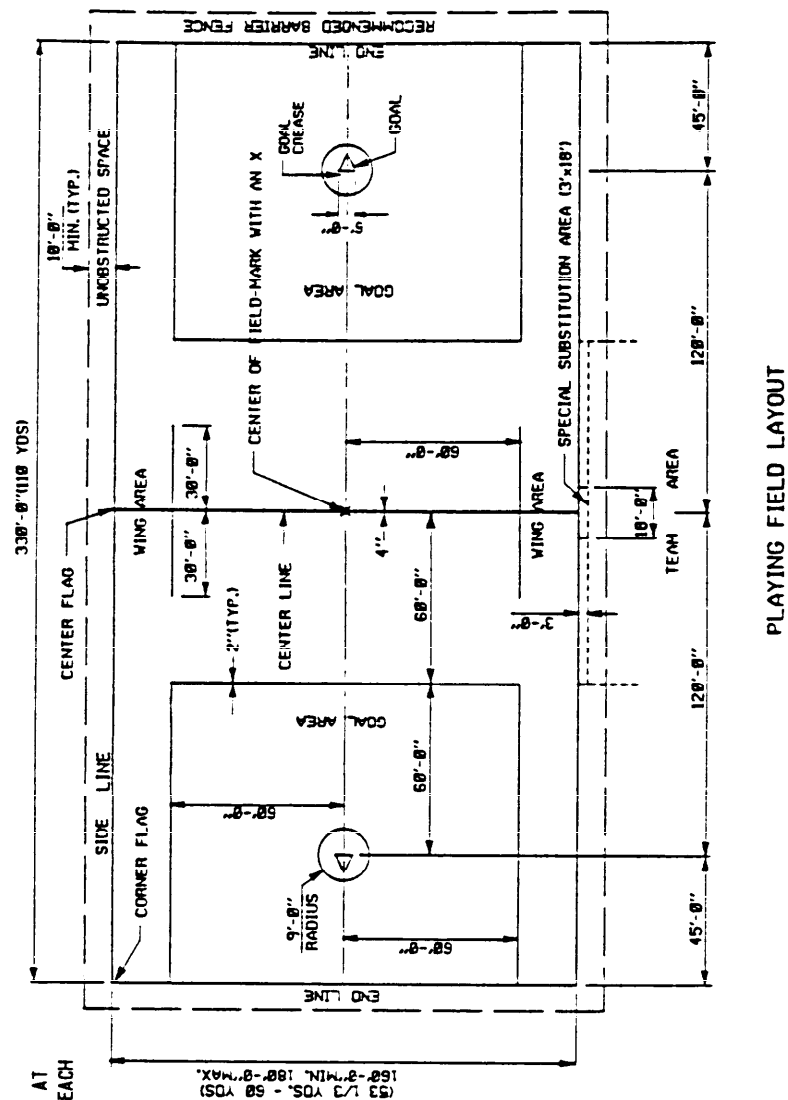 AT
EACH
330'-0"(110 YDS)
RECOMMENDED BARRIER FENCE
10'-0"
MIN. (TYP.)
UNOBSTRUCTED SPACE
CENTER FLAG
SIDE LINE
CORNER FLAG
END LINE
END LINE
WING AREA
30'-0"
30'-0"
CENTER OF FIELD-MARK WITH AN X
GOAL
CREASE
GOAL
5'-0"
GOAL AREA
GOAL AREA
2"(TYP.)
CENTER LINE
4"
60'-0"
60'-0"
60'-0"
60'-0"
60'-0"
9'-0"
RADIUS
WING AREA
SPECIAL SUBSTITUTION AREA (3'x18')
3'-0"
18'-0"
TEAM AREA
45'-0"
120'-0"
120'-0"
45'-0"
(53 1/3 YDS. - 60 YDS)
160'-0"MIN. 180'-0"MAX.
PLAYING FIELD LAYOUT